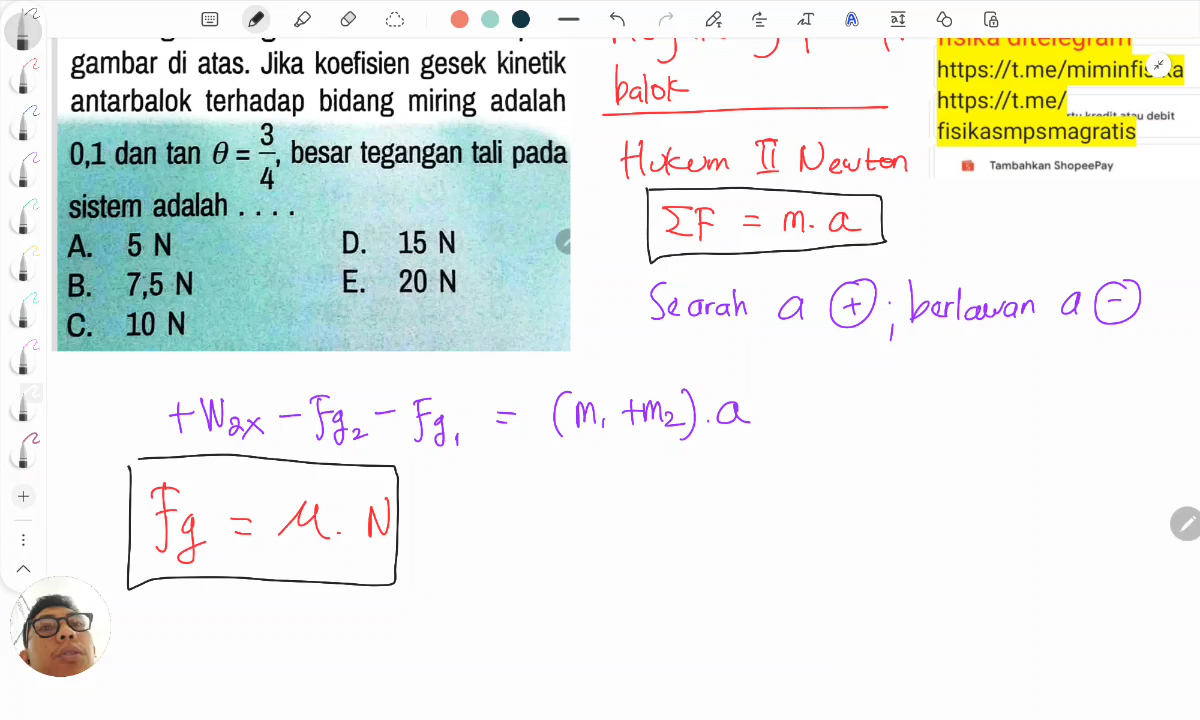 gambar di atas. Jika koefisien gesek kinetik
antarbalok terhadap bidang miring adalah
0,1 dan tan θ = 3/4, besar tegangan tali pada
sistem adalah . . . .
A. 5 N
B. 7,5 N
C. 10 N
D. 15 N
E. 20 N
balok
Hukum II Newton
ΣF = m. a
Searah a (+) ; berlawan a (-)
fisika ditelegram
https://t.me/miminfisika
https://t.me/
fisikasmpsmagratis
Tambahkan ShopeePay
+W2x - Fg2 - Fg1 = (m1 + m2) . a
Fg = μ. N